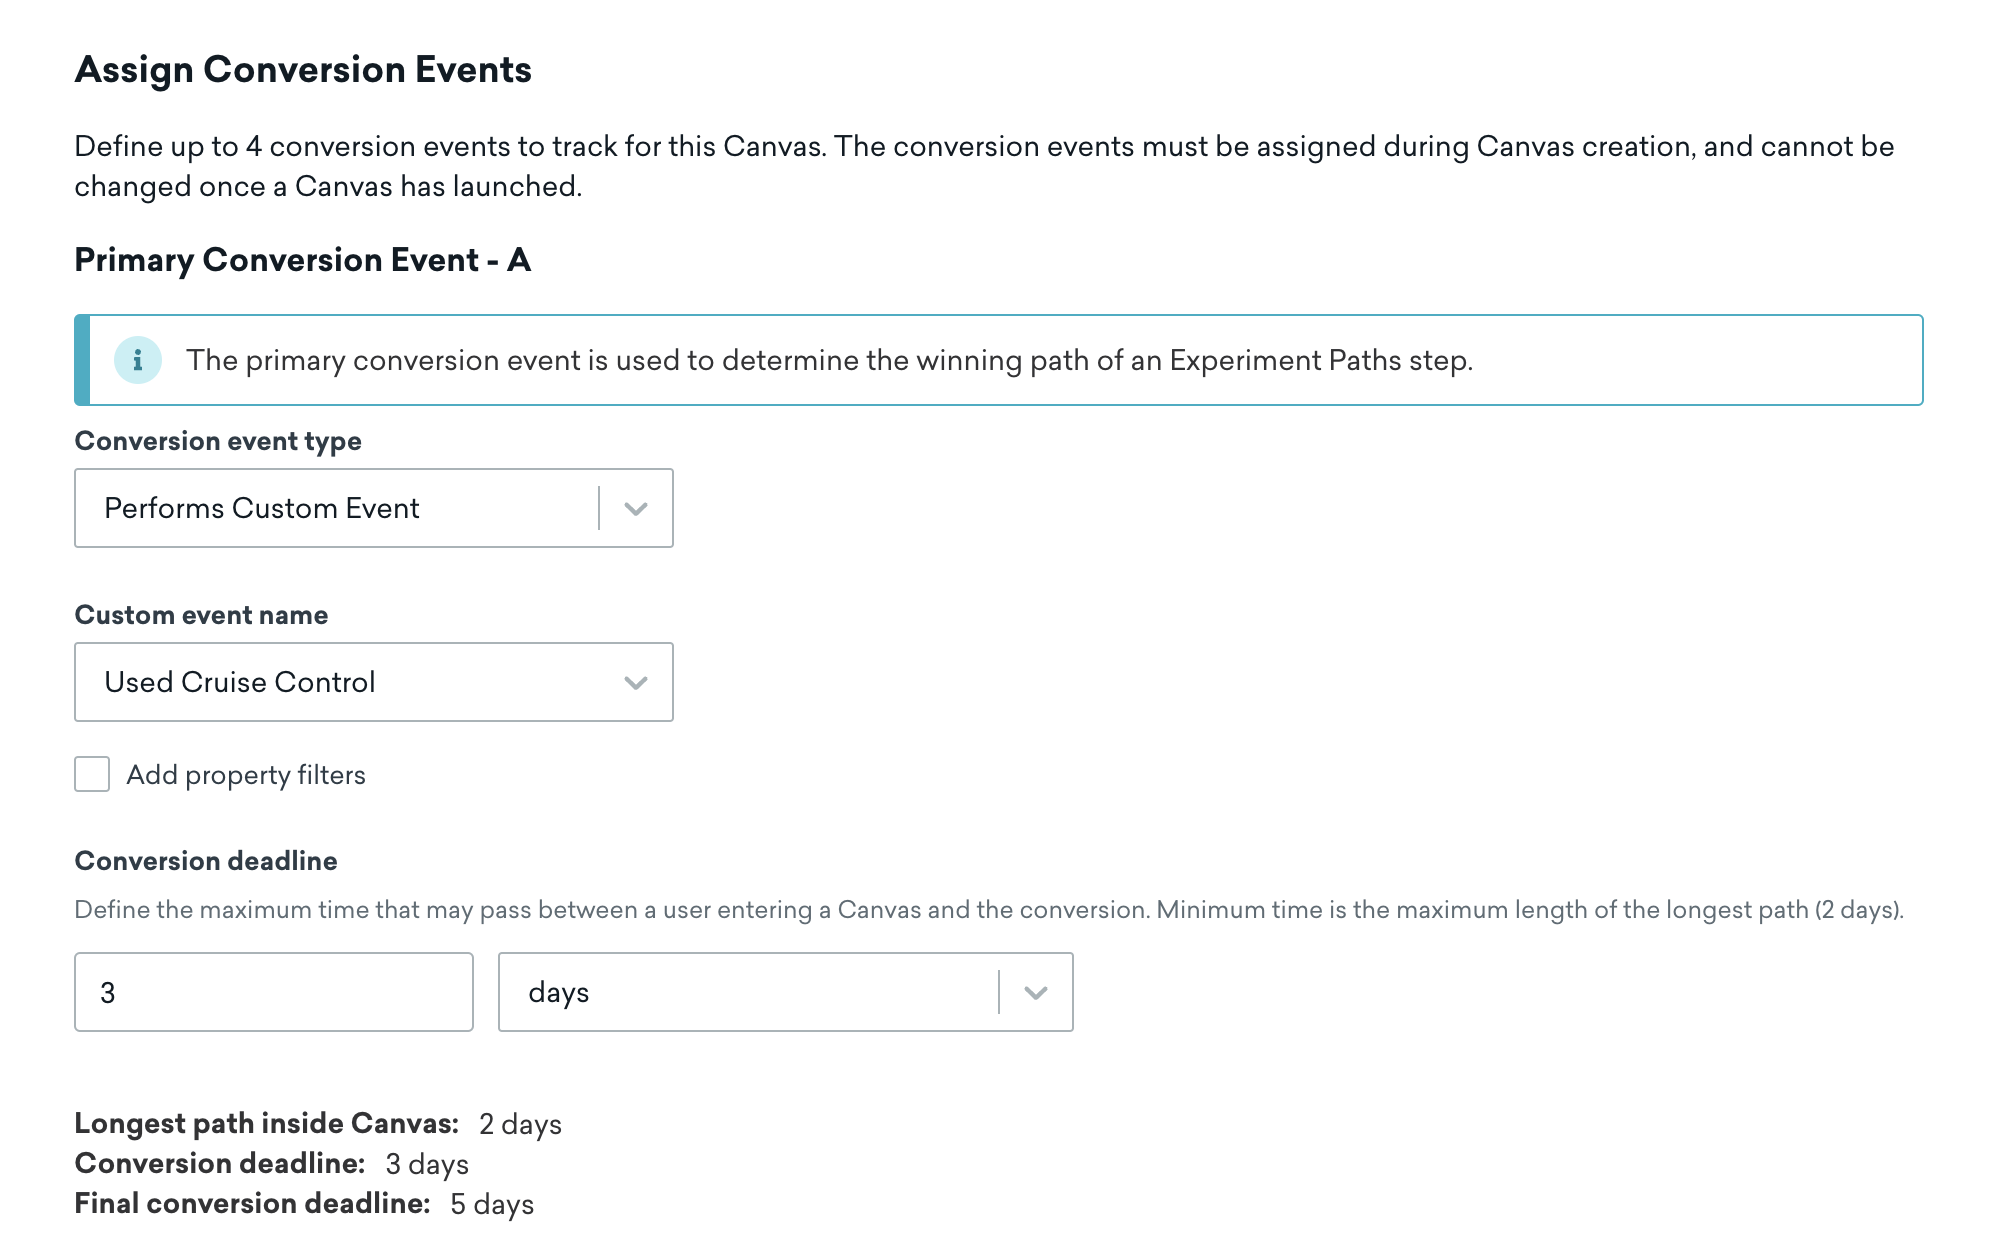 Assign Conversion Events
Define up to 4 conversion events to track for this Canvas. The conversion events must be assigned during Canvas creation, and cannot be
changed once a Canvas has launched.
Primary Conversion Event - A
The primary conversion event is used to determine the winning path of an Experiment Paths step.
Conversion event type
Performs Custom Event
Custom event name
Used Cruise Control
Add property filters
Conversion deadline
Define the maximum time that may pass between a user entering a Canvas and the conversion. Minimum time is the maximum length of the longest path (2 days).
3 days
Longest path inside Canvas: 2 days
Conversion deadline: 3 days
Final conversion deadline: 5 days